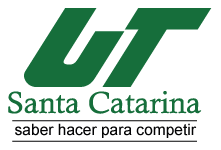 UT
Santa Catarina
saber hacer para competir